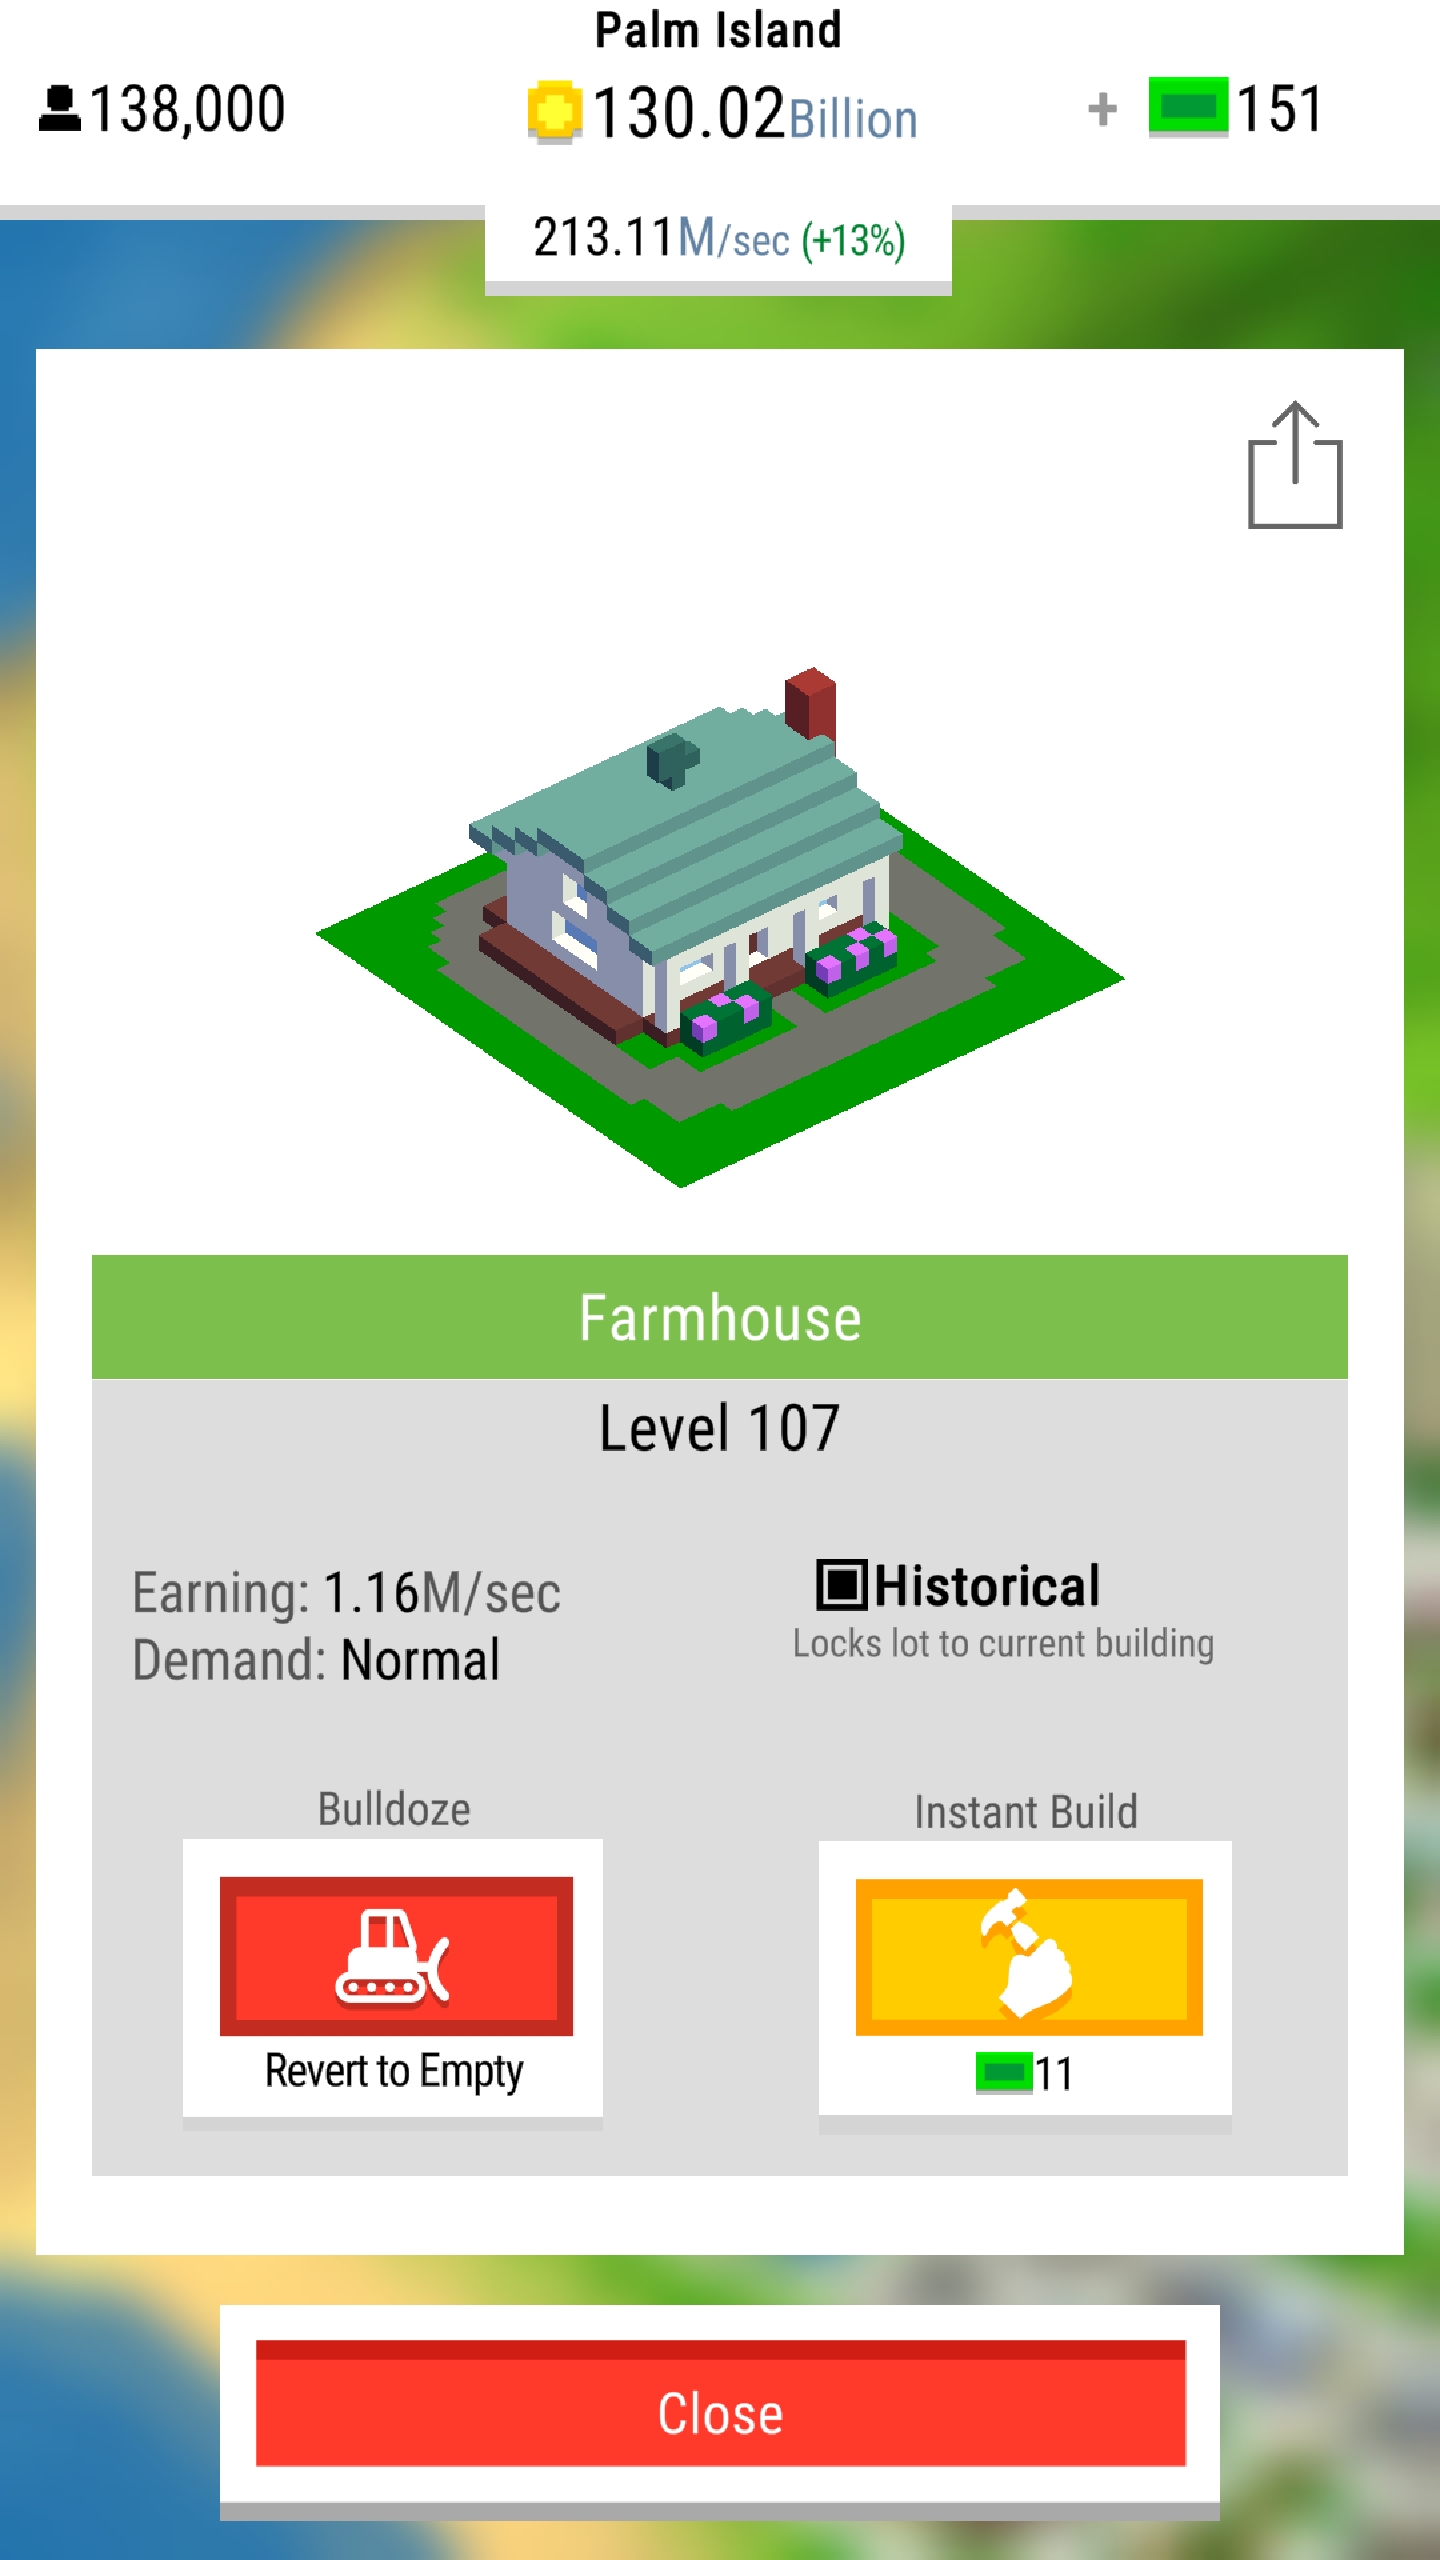 Palm Island
138,000
130.02Billion
+ 151
213.11M/sec (+13%)
Farmhouse
Level 107
Earning: 1.16M/sec
Demand: Normal
Historical
Locks lot to current building
Bulldoze
Revert to Empty
Instant Build
11
Close